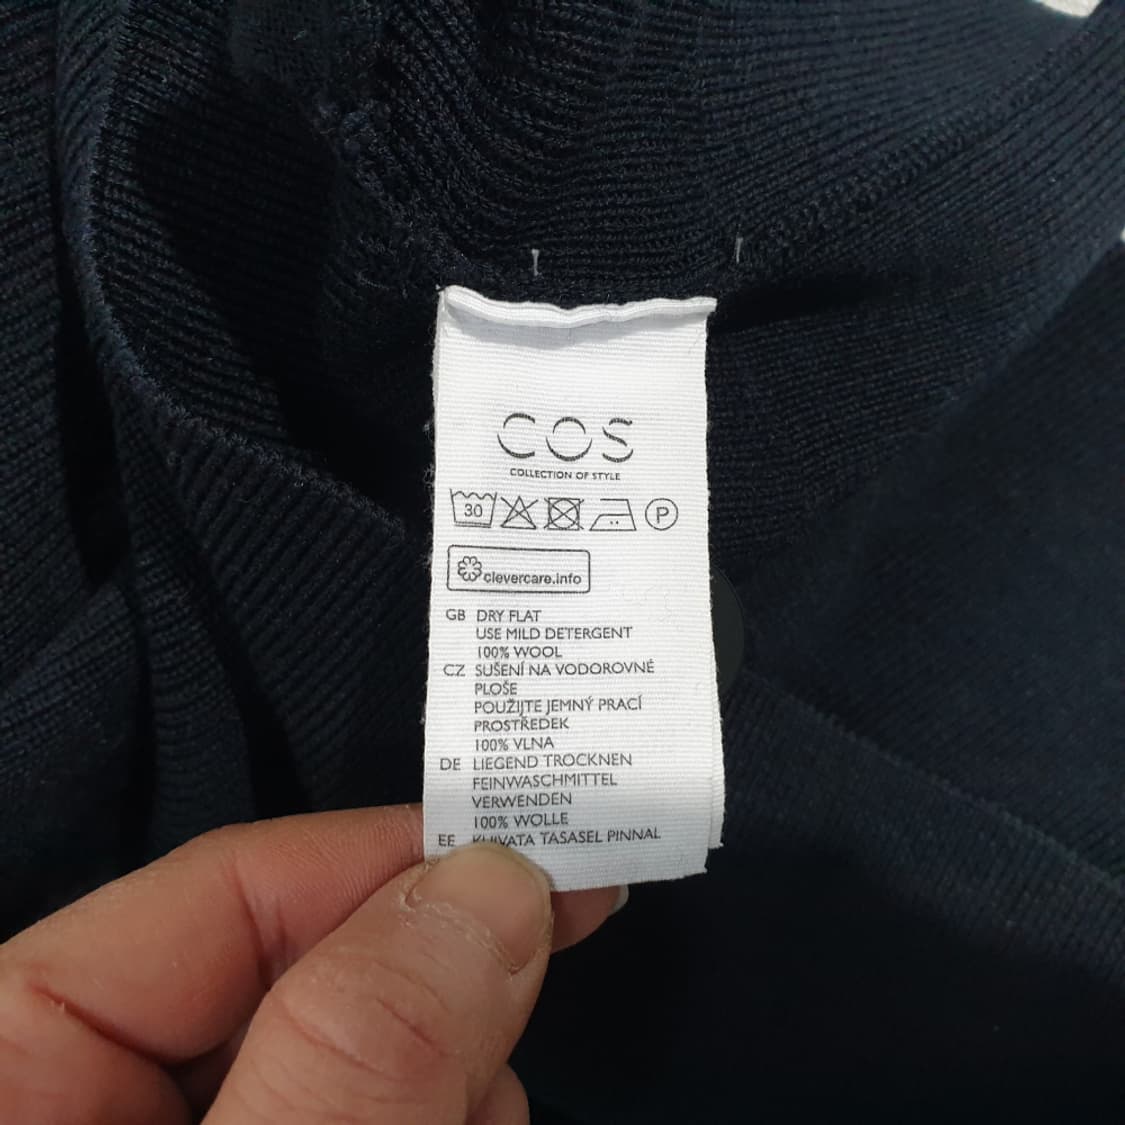 COS
COLLECTION OF STYLE
30 P
clevercare.info
GB DRY FLAT
USE MILD DETERGENT
100% WOOL
CZ SUŠENÍ NA VODOROVNÉ
PLOŠE
POUŽIJTE JEMNÝ PRACÍ
PROSTŘEDEK
100% VLNA
DE LIEGEND TROCKNEN
FEINWASCHMITTEL
VERWENDEN
100% WOLLE
EE KUIVATA TASASEL PINNAL